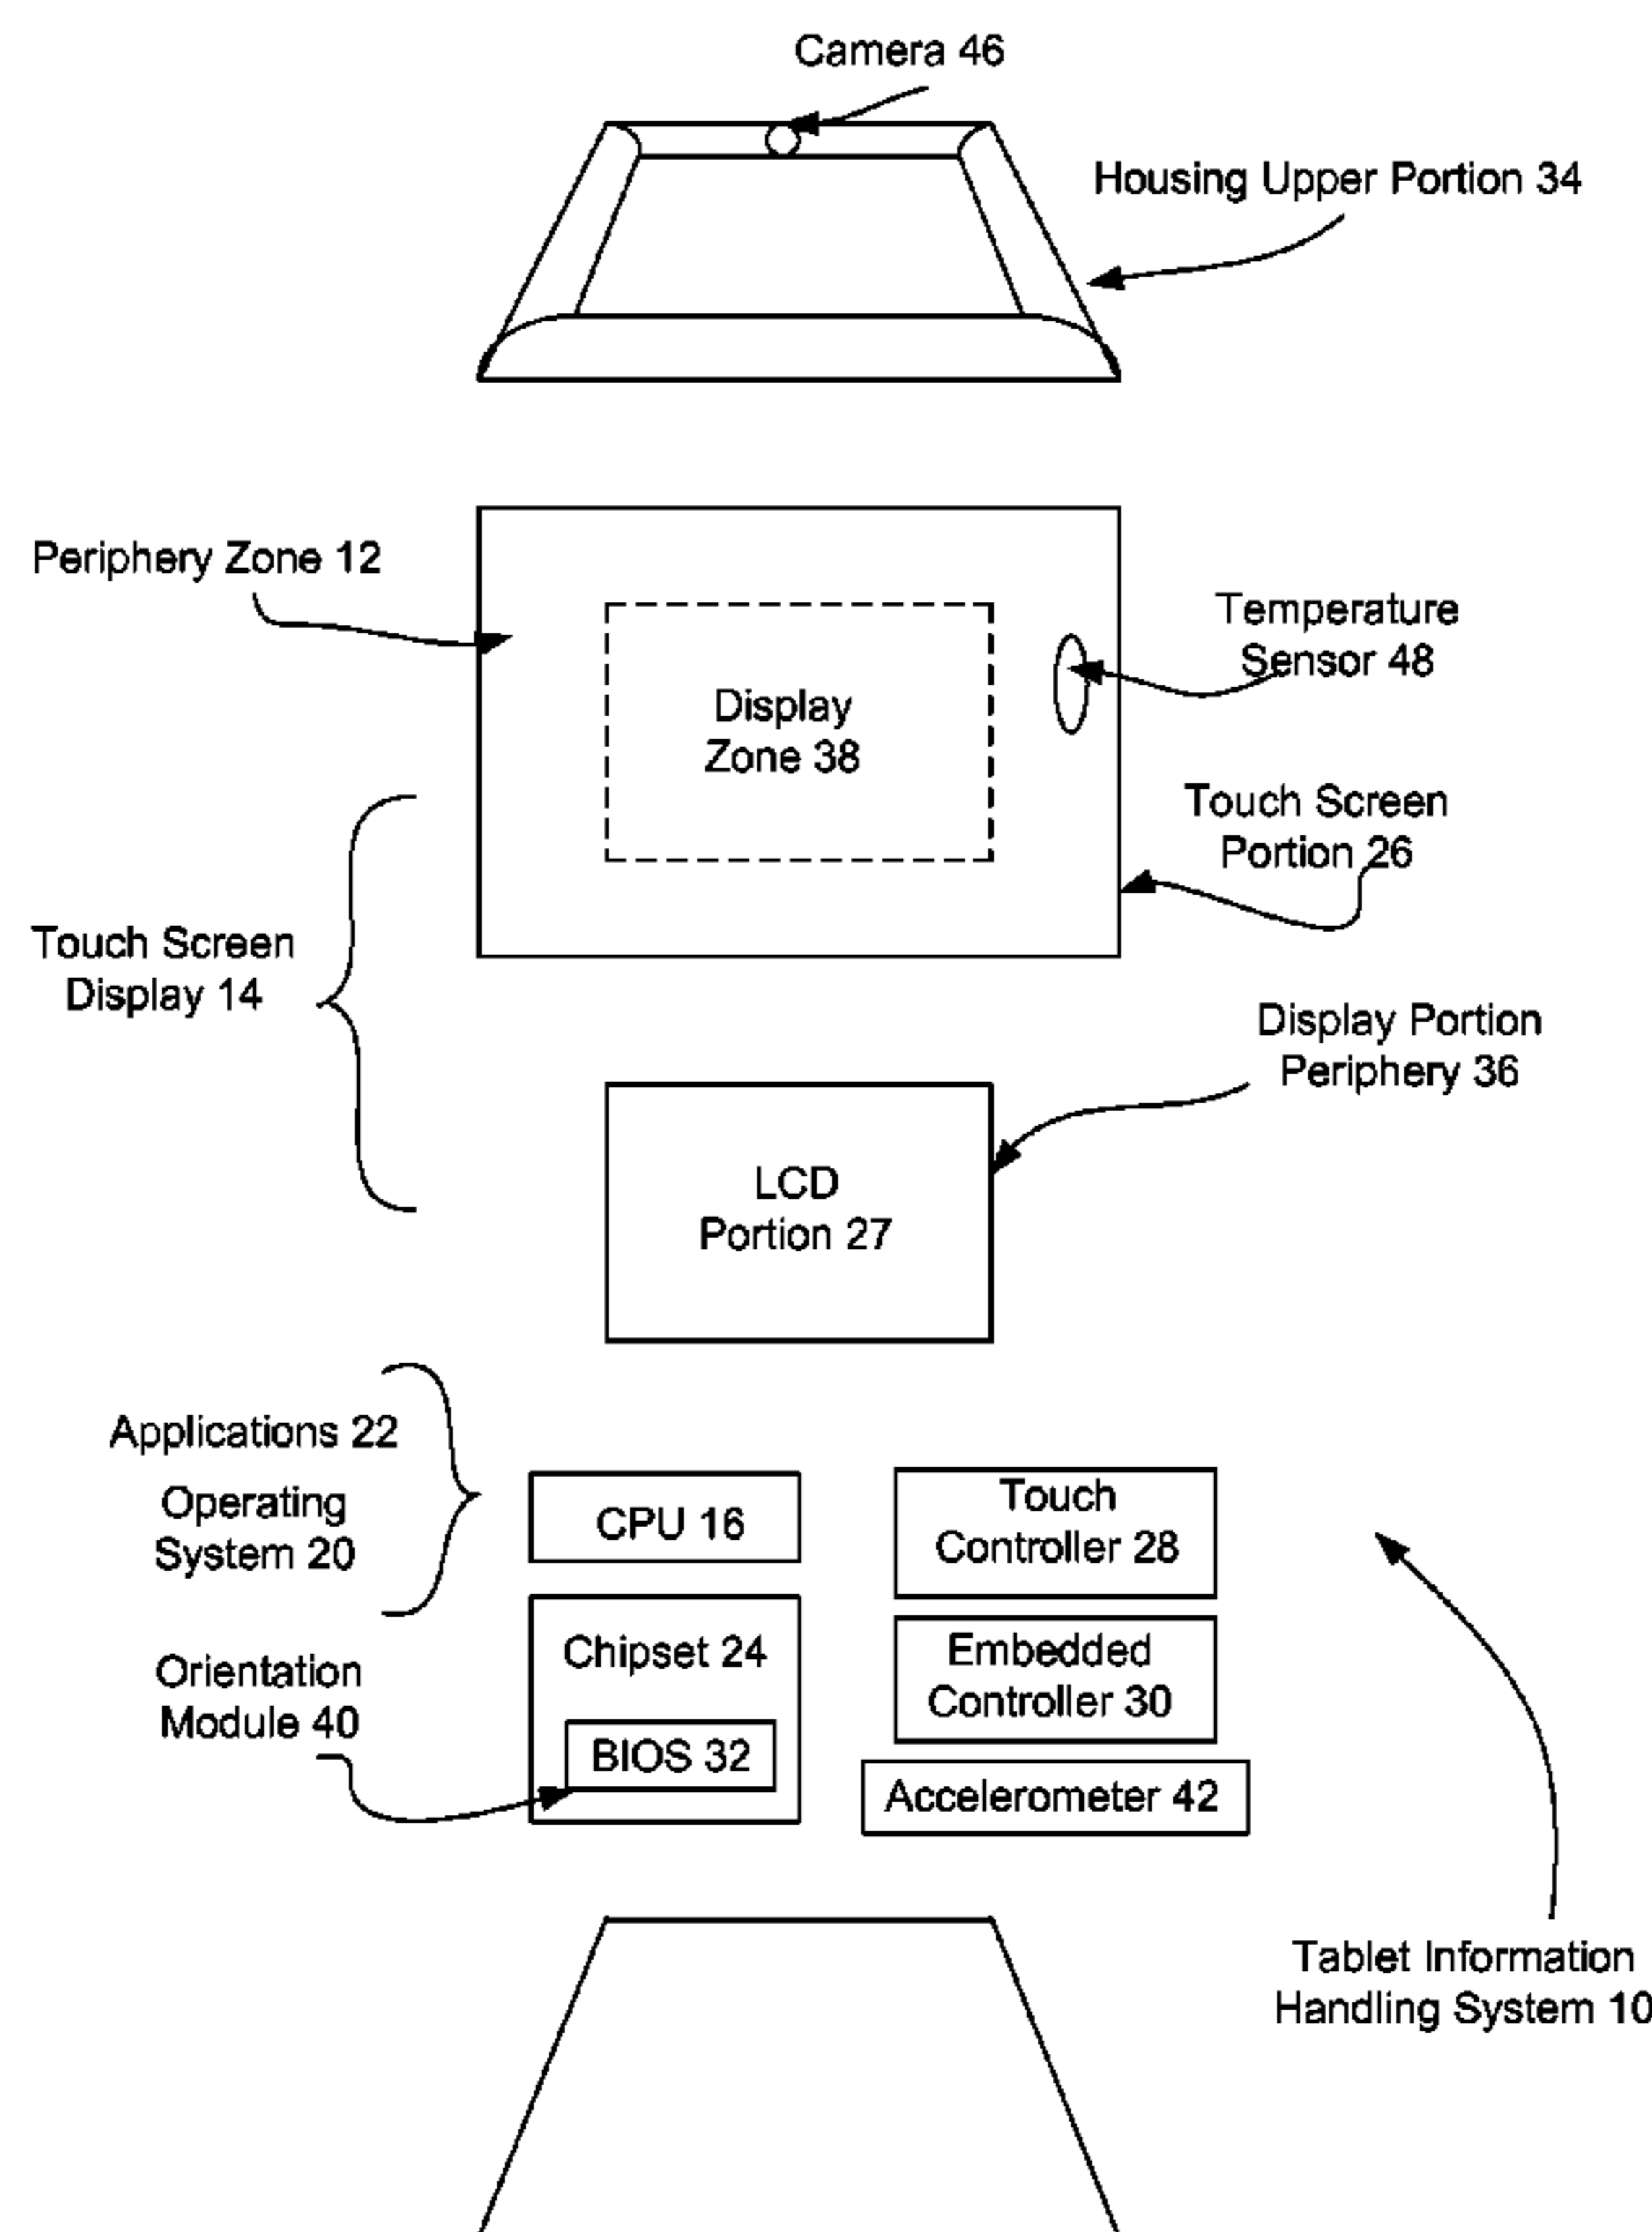 Camera 46
Housing Upper Portion 34
Periphery Zone 12
Temperature
Sensor 48
Display
Zone 38
Touch Screen
Portion 26
Touch Screen
Display 14
Display Portion
Periphery 36
LCD
Portion 27
Applications 22
Operating
System 20
CPU 16
Touch
Controller 28
Chipset 24
Embedded
Controller 30
Orientation
Module 40
BIOS 32
Accelerometer 42
Tablet Information
Handling System 10